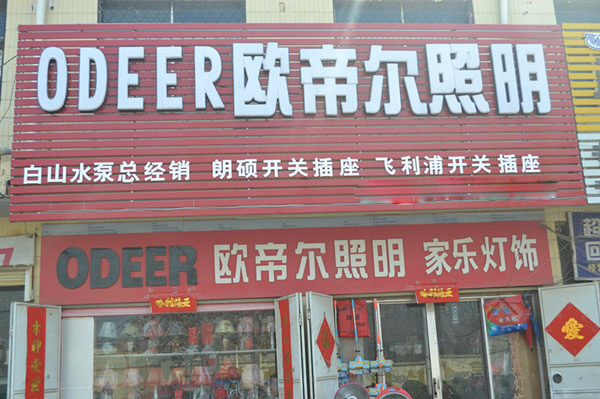 ODEER欧帝尔照明
白山水泵总经销 朗硕开关插座 飞利浦开关插座
ODEER 欧帝尔照明 家乐灯饰